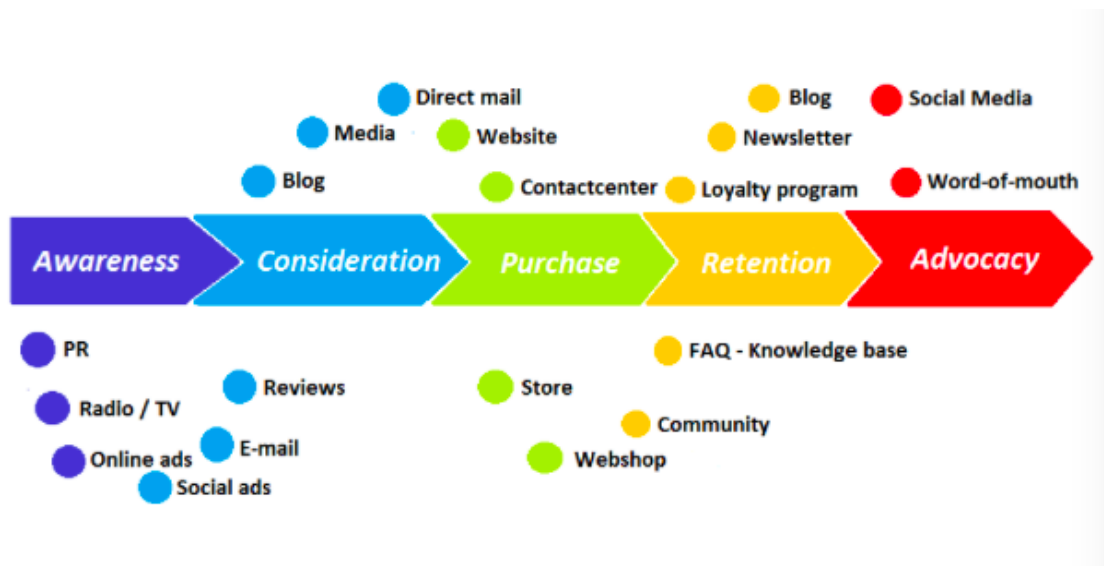 Blog
Social Media
Direct mail
Media
Website
Newsletter
Blog
Contactcenter
Loyalty program
Word-of-mouth
Awareness
Consideration
Purchase
Retention
Advocacy
PR
FAQ - Knowledge base
Reviews
Store
Radio / TV
Community
E-mail
Online ads
Webshop
Social ads